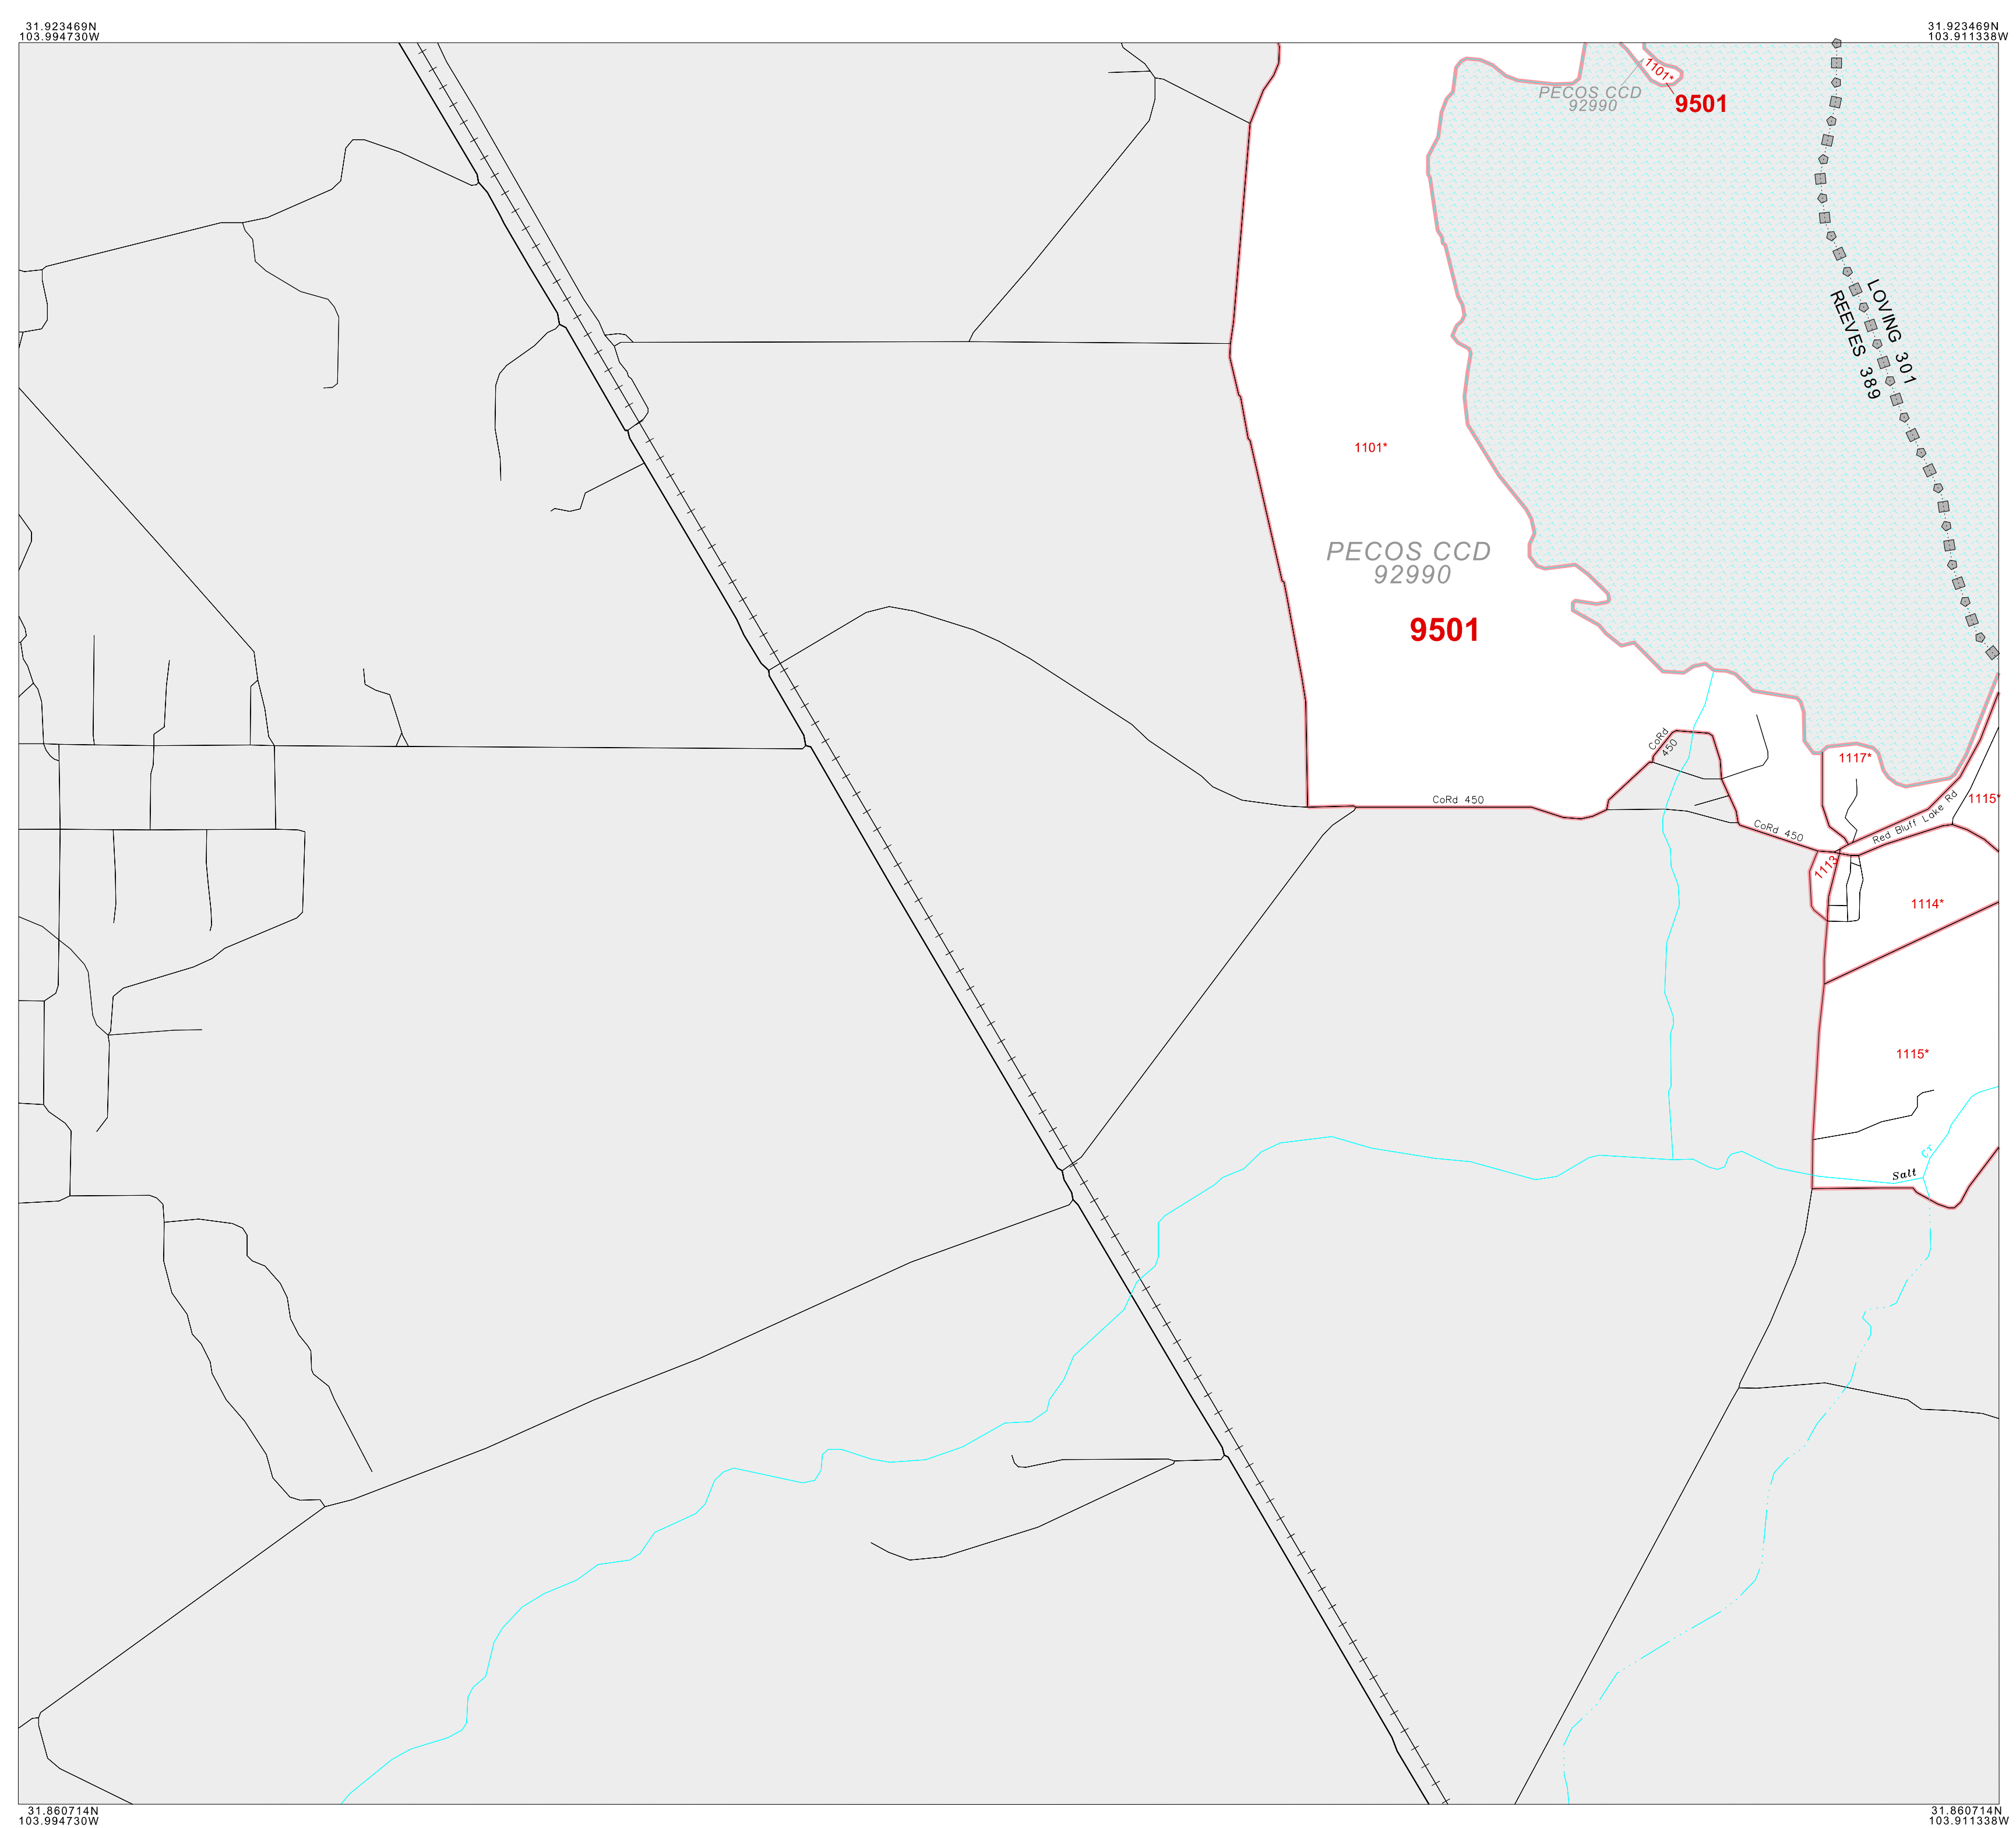 31.923469N
103.994730W
31.923469N
103.911338W
1101*
PECOS CCD
92990
9501
LOVING 301
REEVES 389
1101*
PECOS CCD
92990
9501
CoRd
450
1117*
CoRd 450
1115*
Red Bluff Lake Rd
CoRd 450
1113
1114*
1115*
Salt
Cr
31.860714N
103.994730W
31.860714N
103.911338W